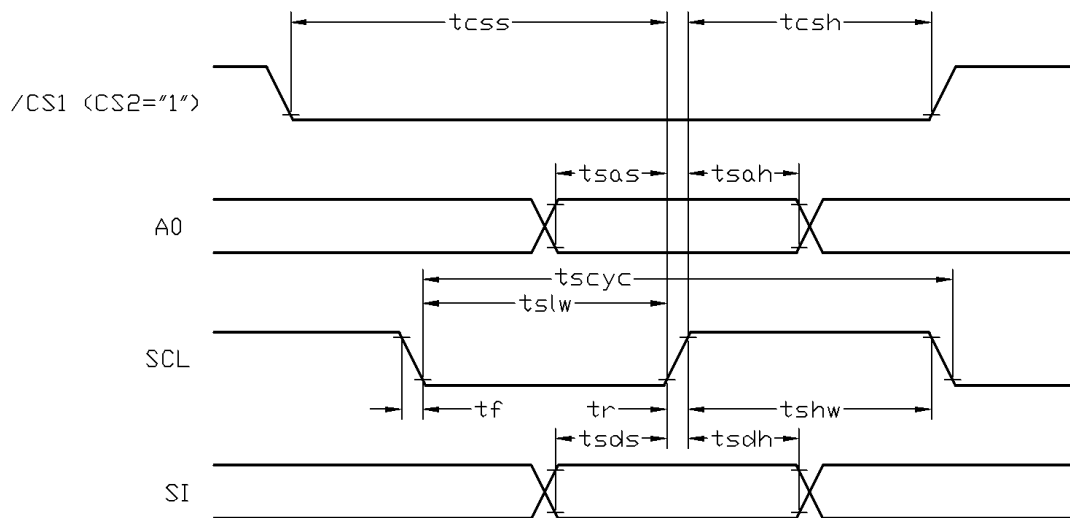 tcss tcsh
/CS1 (CS2="1")
tsas tsah
A0
tscyc
tslw
SCL
tf tr tshw
tsds tsdh
SI